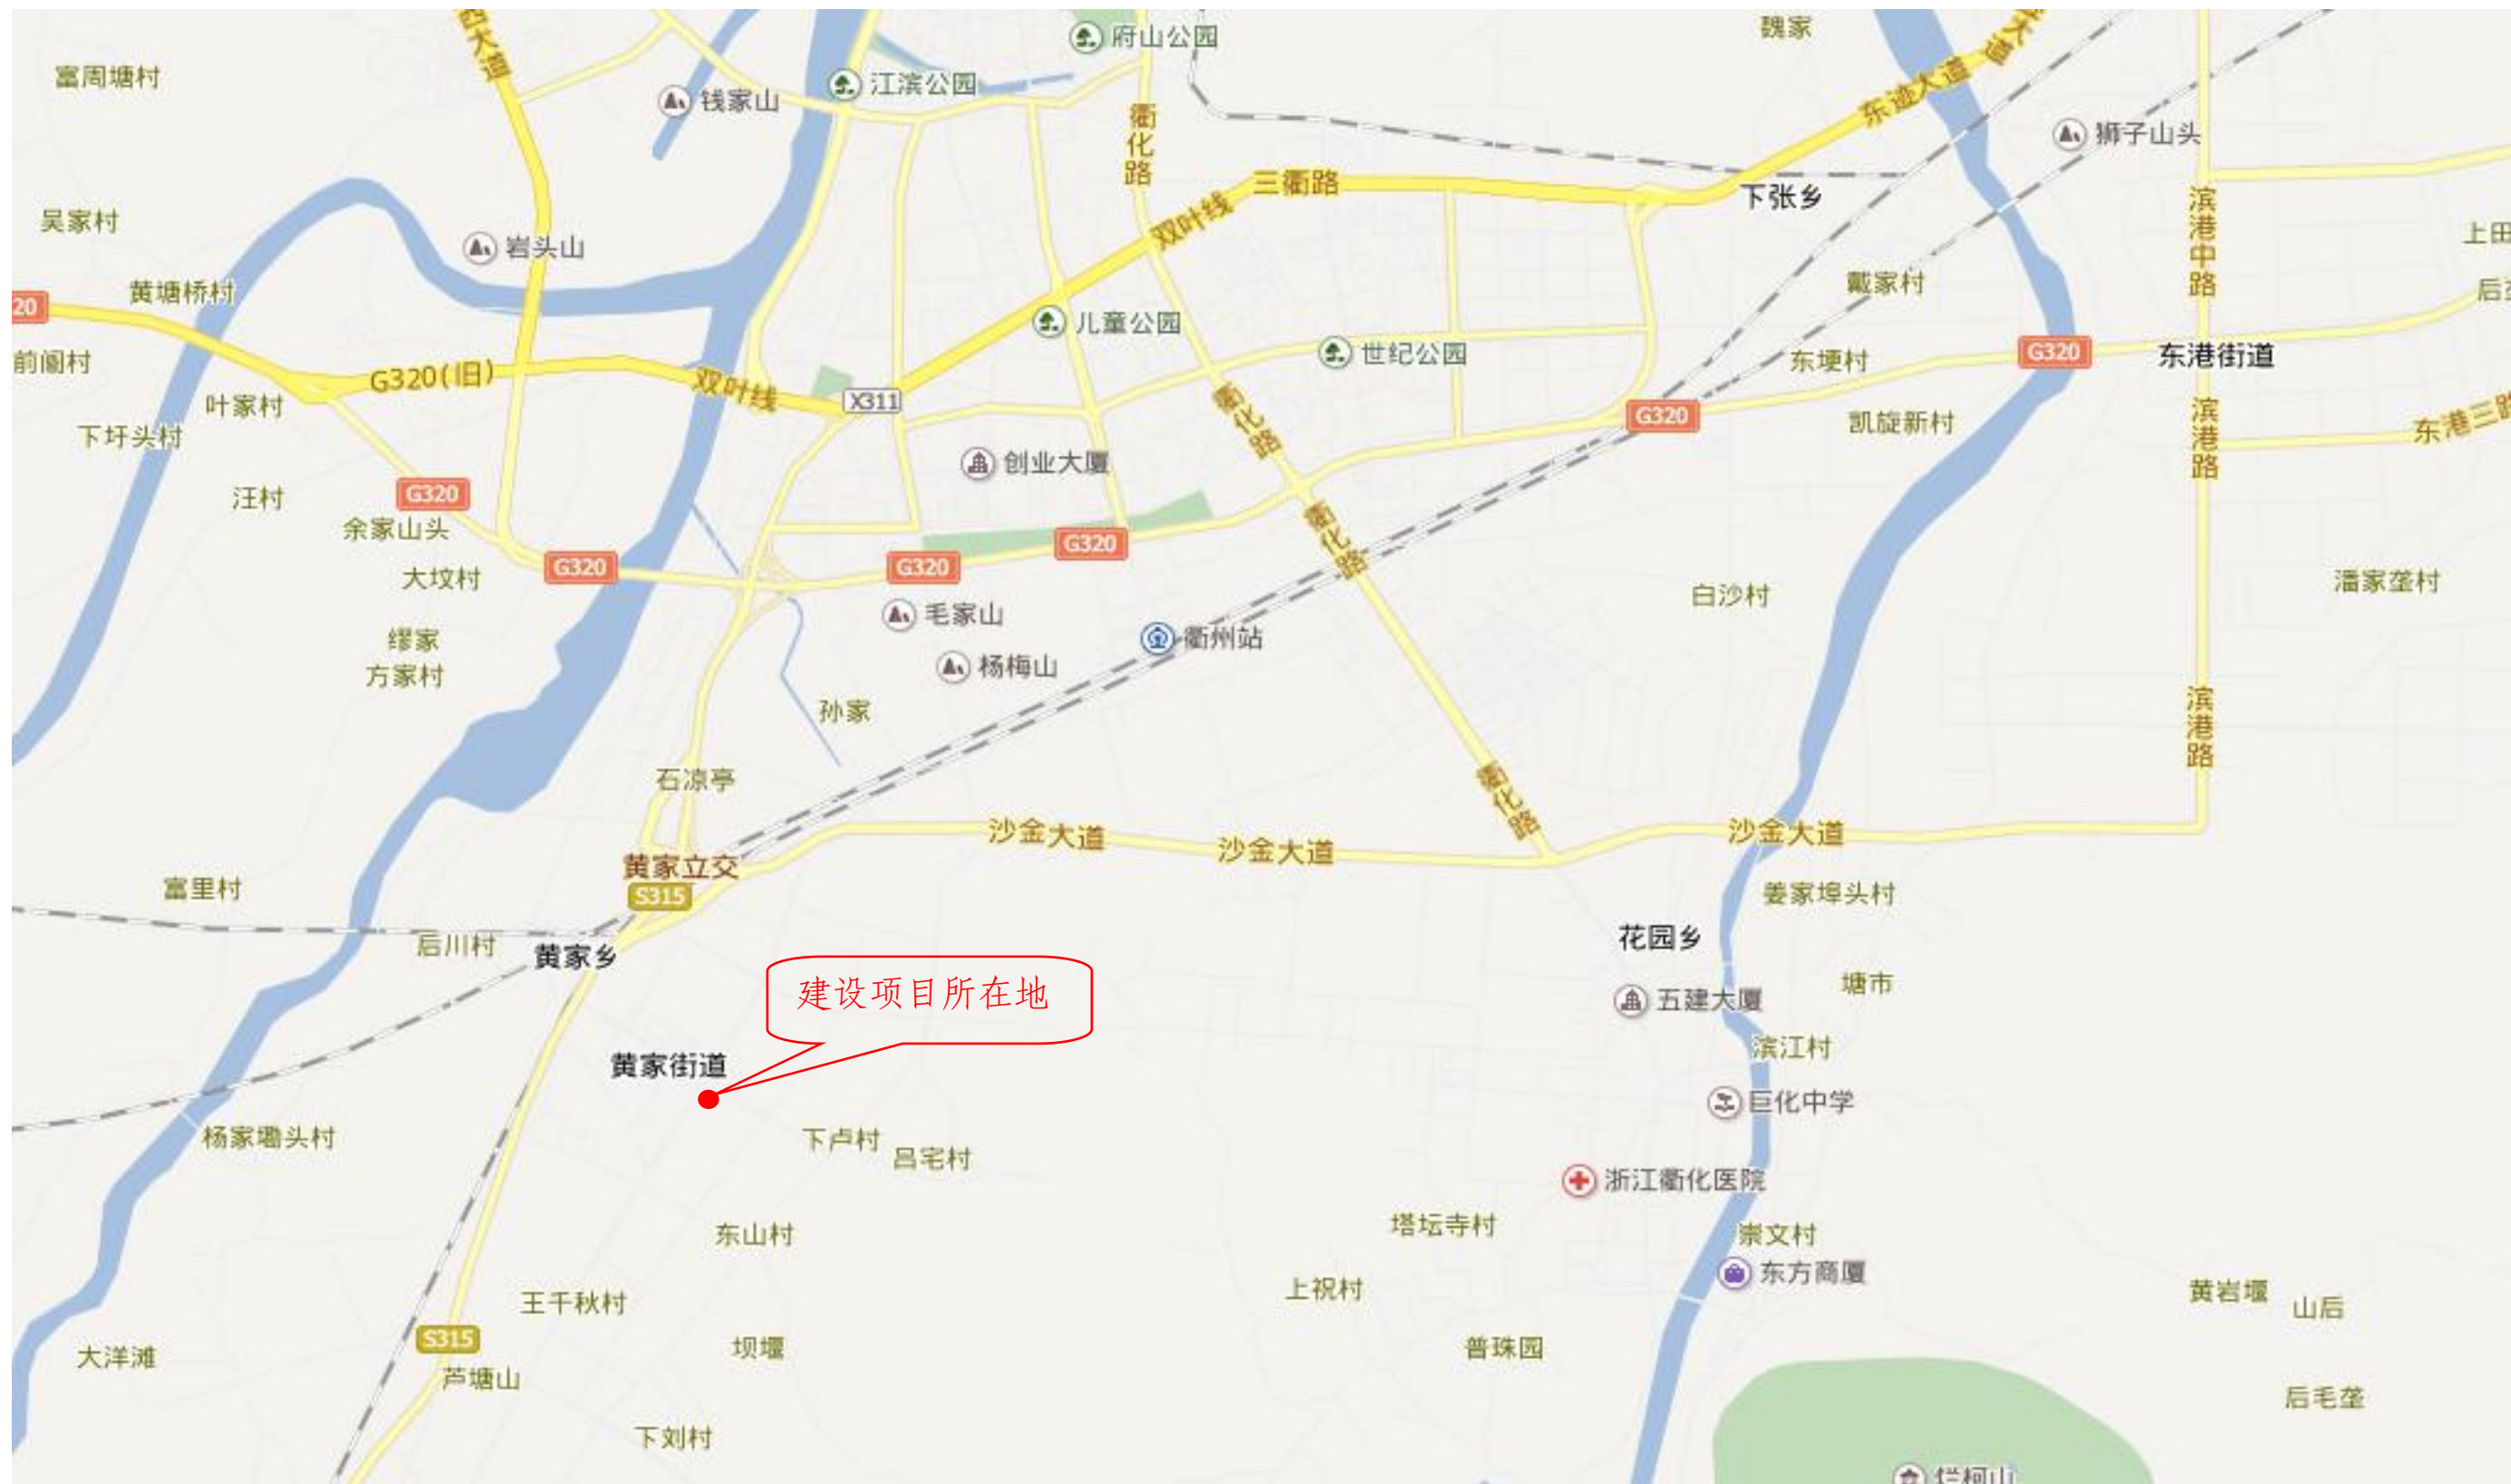 府山公园
魏家
西大道
富周塘村
江滨公园
钱家山
衢化路
东迹大道
大道
狮子山头
三衢路
下张乡
滨港中路
吴家村
双叶线
上田
岩头山
黄塘桥村
戴家村
后
20
儿童公园
世纪公园
G320
东港街道
前阍村
G320(旧)
双叶线
东埂村
X311
叶家村
衢化路
G320
凯旋新村
滨港路
东港三路
下圩头村
创业大厦
G320
汪村
余家山头
衢化路
G320
G320
G320
大坟村
白沙村
潘家垄村
毛家山
缪家
衢州站
方家村
杨梅山
孙家
滨港路
石凉亭
衢化路
沙金大道
沙金大道
沙金大道
黄家立交
S315
富里村
姜家埠头村
后川村
黄家乡
花园乡
建设项目所在地
塘市
五建大厦
滨江村
黄家街道
巨化中学
杨家墈头村
下卢村
吕宅村
浙江衢化医院
塔坛寺村
东山村
崇文村
东方商厦
上祝村
黄岩堰
山后
王千秋村
S315
坝堰
普珠园
大洋滩
芦塘山
后毛垄
下刘村
烂柯山